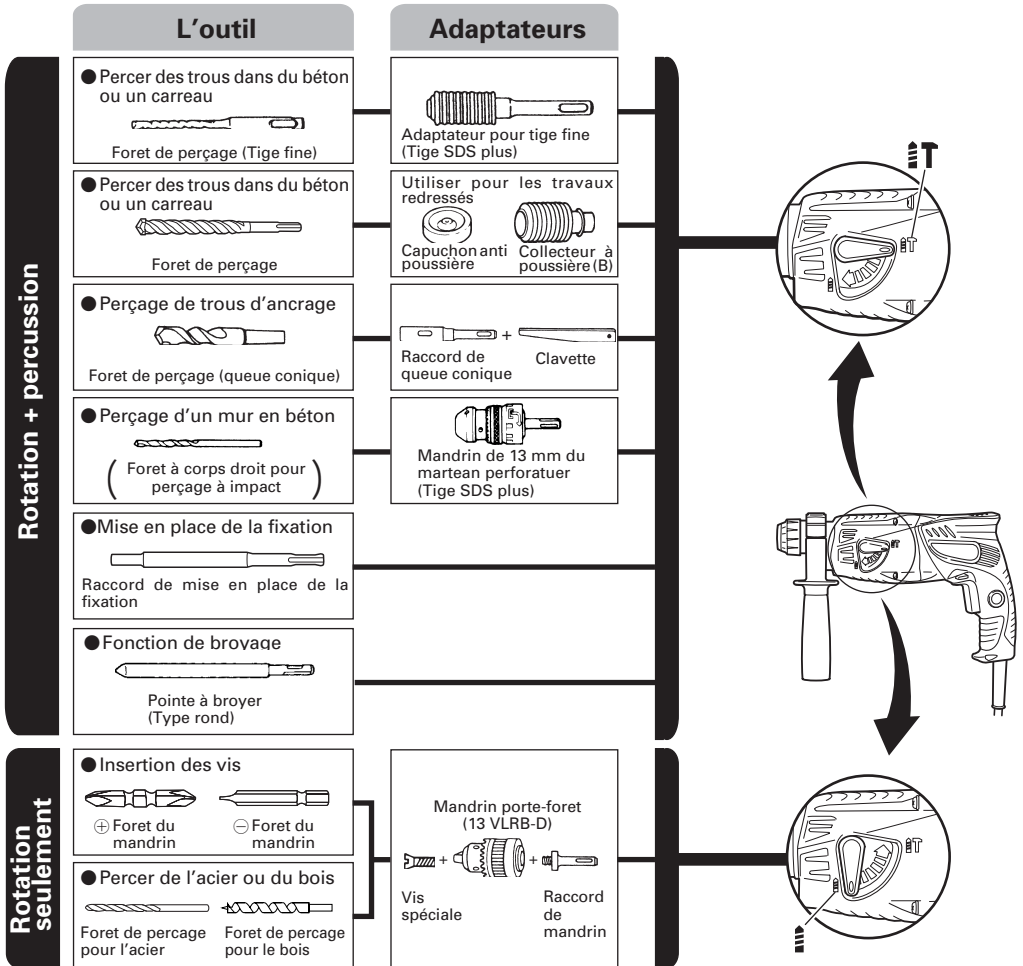 L'outil
Adaptateurs
Rotation + percussion
● Percer des trous dans du béton
ou un carreau
Foret de perçage (Tige fine)
Adaptateur pour tige fine
(Tige SDS plus)
● Percer des trous dans du béton
ou un carreau
Foret de perçage
Utiliser pour les travaux
redressés
Capuchon anti
poussière
Collecteur à
poussière (B)
● Perçage de trous d'ancrage
Foret de perçage (queue conique)
+
Raccord de
queue conique
Clavette
● Perçage d'un mur en béton
( Foret à corps droit pour
perçage à impact )
Mandrin de 13 mm du
martean perforatuer
(Tige SDS plus)
●Mise en place de la fixation
Raccord de mise en place de la
fixation
● Fonction de broyage
Pointe à broyer
(Type rond)
Rotation
seulement
● Insertion des vis
⊕ Foret du
mandrin
⊖ Foret du
mandrin
● Percer de l'acier ou du bois
Foret de percage
pour l'acier
Foret de percage
pour le bois
Mandrin porte-foret
(13 VLRB-D)
+ +
Vis
spéciale
Raccord
de
mandrin